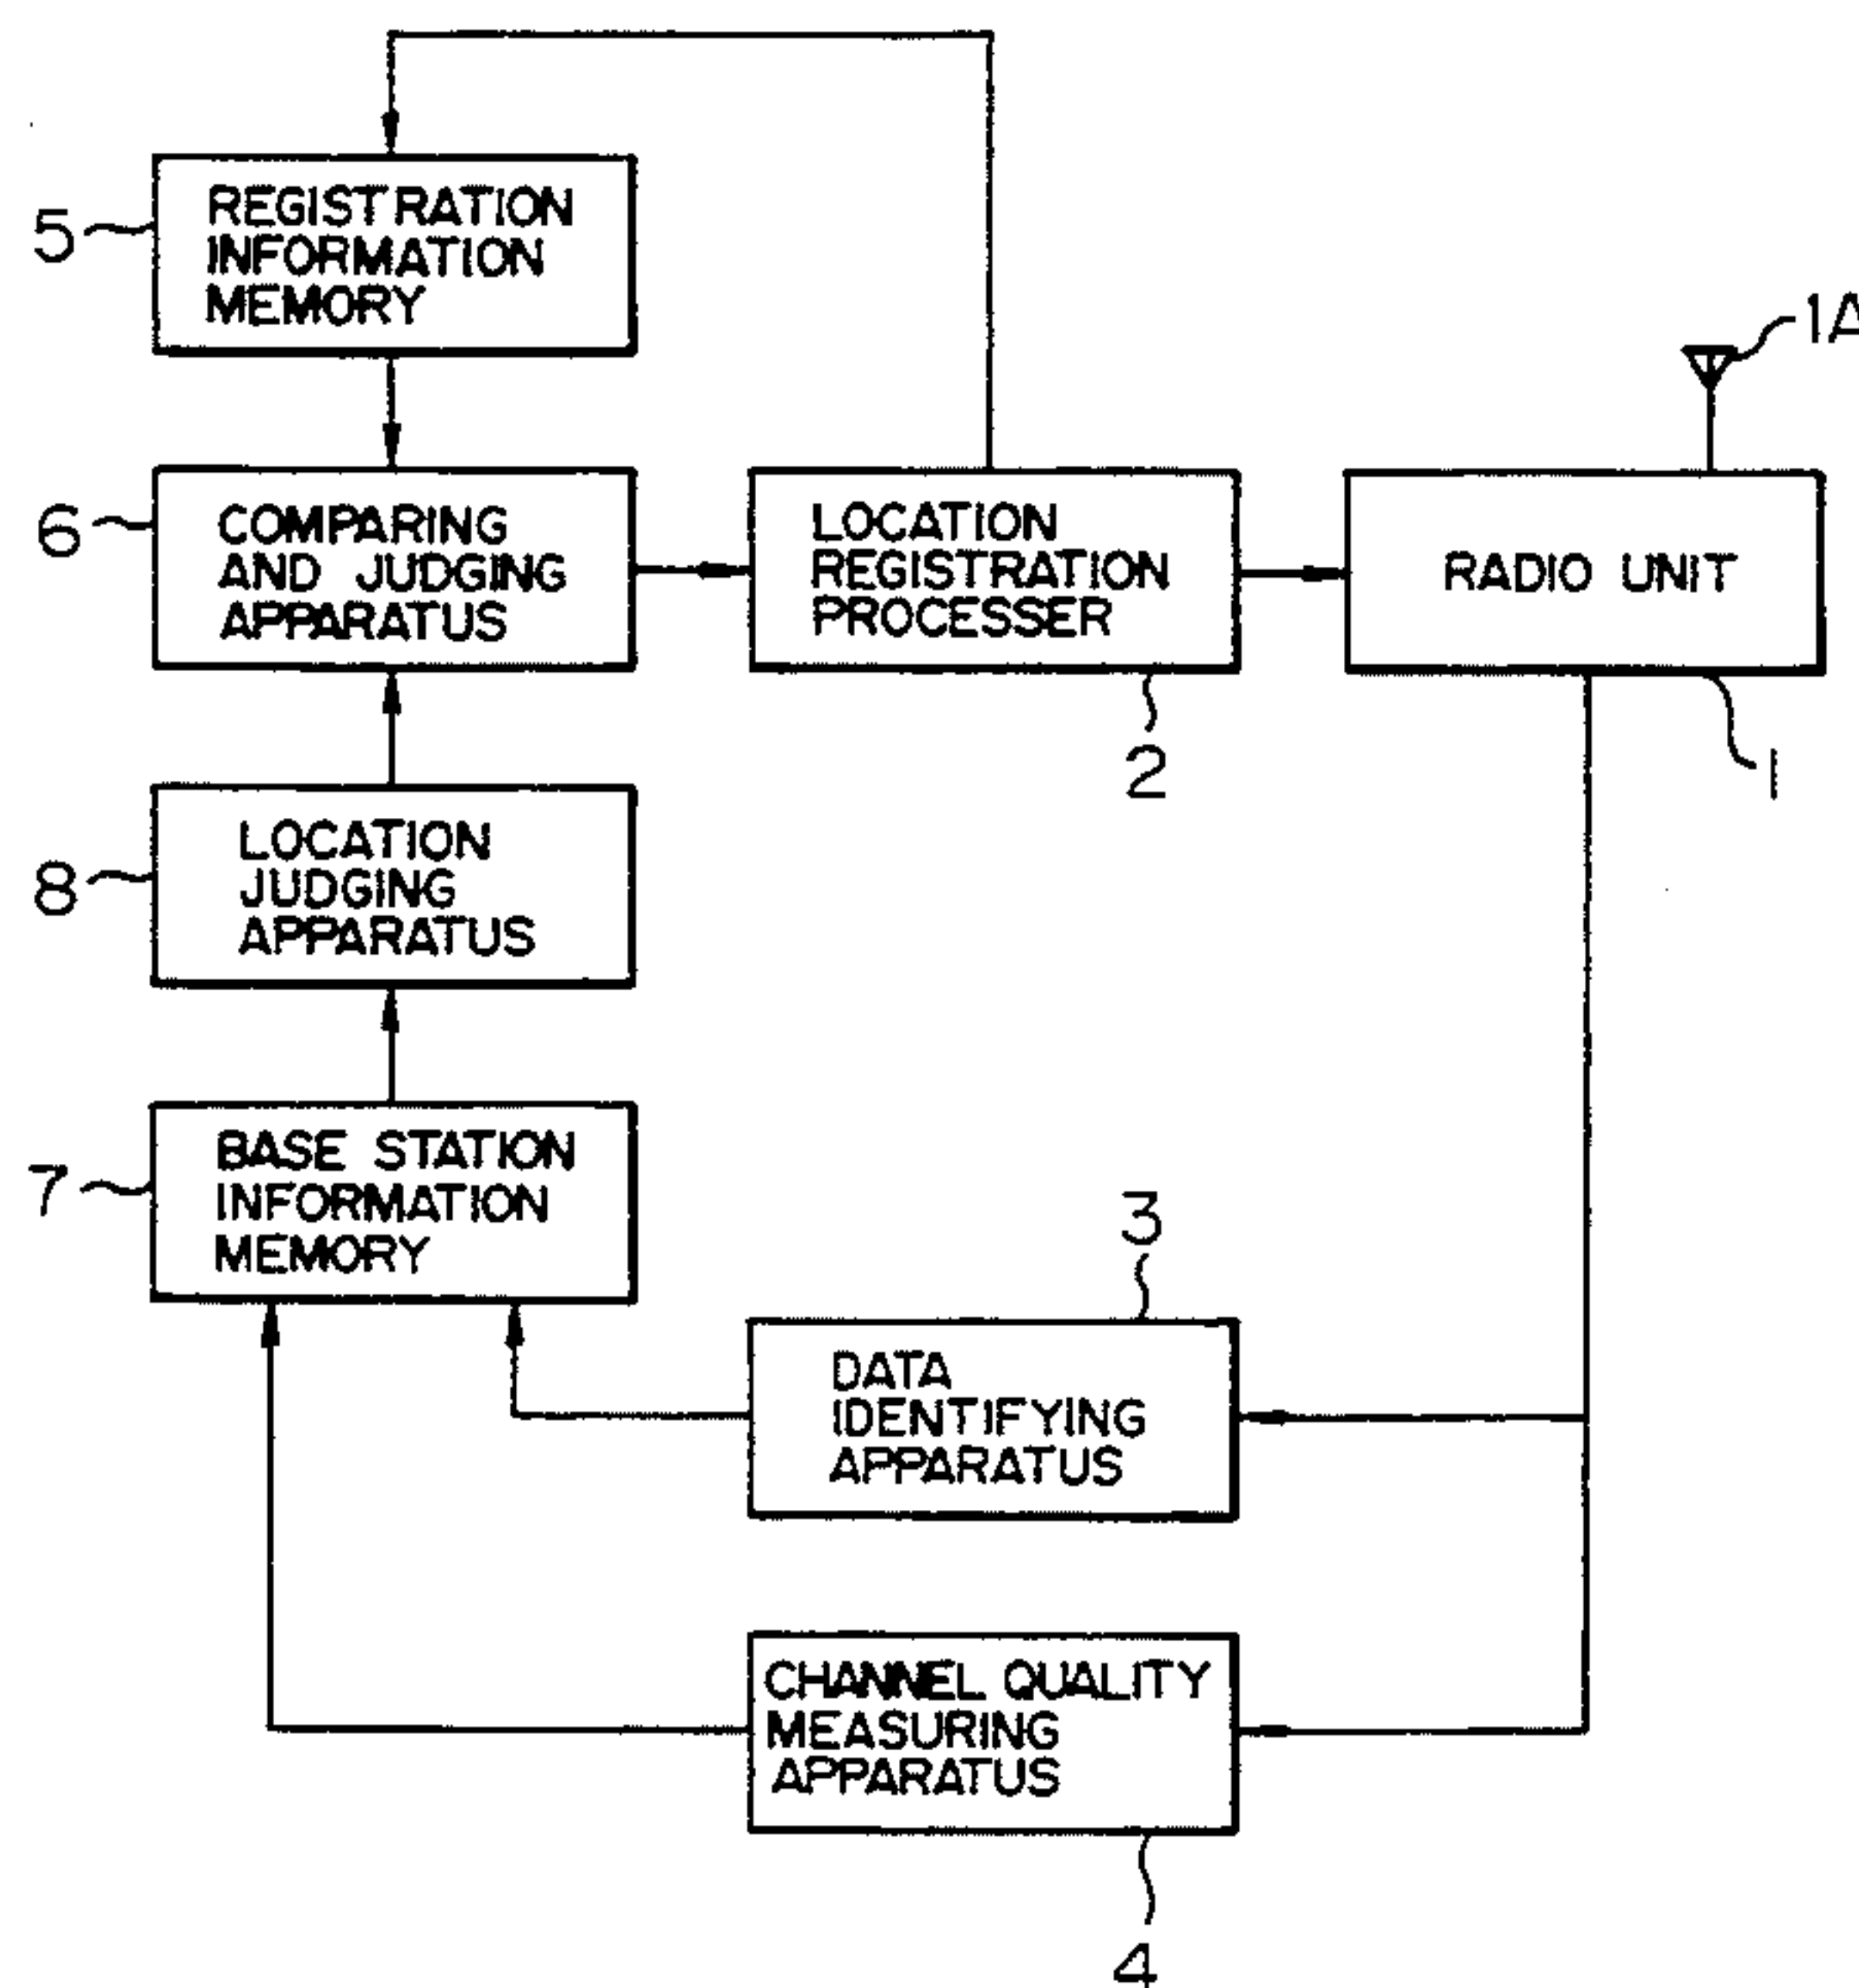 5
REGISTRATION
INFORMATION
MEMORY
1A
6
COMPARING
AND JUDGING
APPARATUS
LOCATION
REGISTRATION
PROCESSER
RADIO UNIT
2
1
8
LOCATION
JUDGING
APPARATUS
7
BASE STATION
INFORMATION
MEMORY
3
DATA
IDENTIFYING
APPARATUS
CHANNEL QUALITY
MEASURING
APPARATUS
4